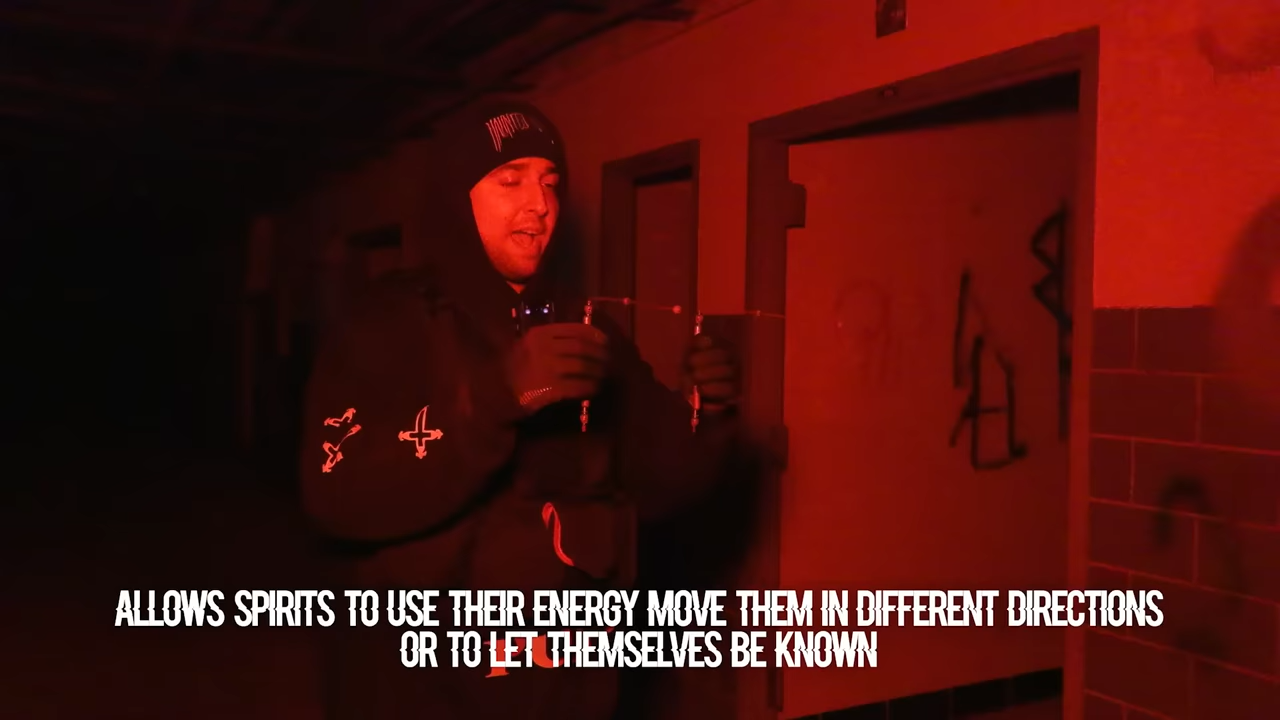 ALLOWS SPIRITS TO USE THEIR ENERGY MOVE THEM IN DIFFERENT DIRECTIONS
OR TO LET THEMSELVES BE KNOWN